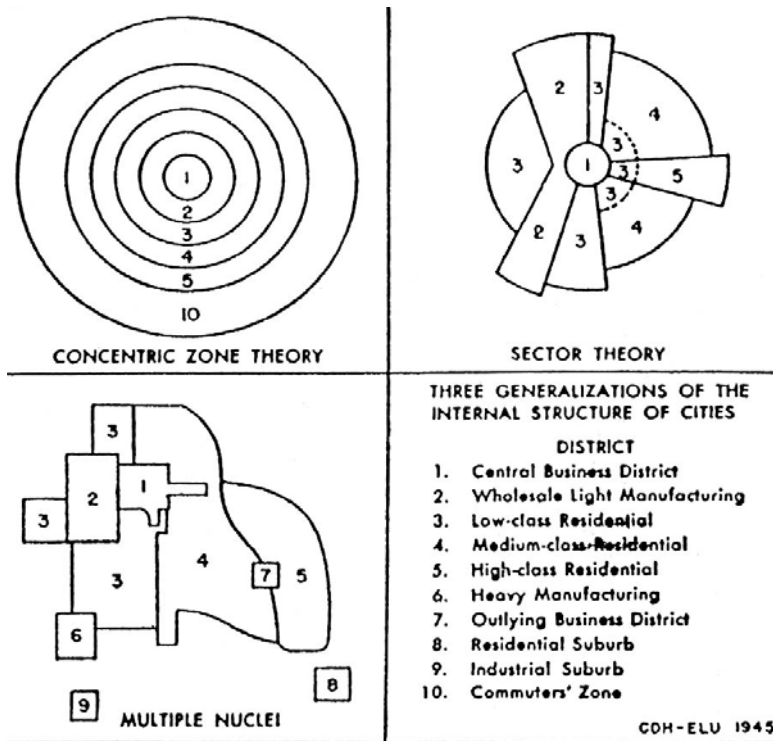 1
2
3
4
5
10
CONCENTRIC ZONE THEORY
2
3
4
3
3
1
3
5
3
2
3
4
SECTOR THEORY
3
2
1
3
3
4
7
5
6
8
9
MULTIPLE NUCLEI
THREE GENERALIZATIONS OF THE
INTERNAL STRUCTURE OF CITIES
DISTRICT
1. Central Business District
2. Wholesale Light Manufacturing
3. Low-class Residential
4. Medium-class Residential
5. High-class Residential
6. Heavy Manufacturing
7. Outlying Business District
8. Residential Suburb
9. Industrial Suburb
10. Commuters' Zone
CDH-ELU 1945